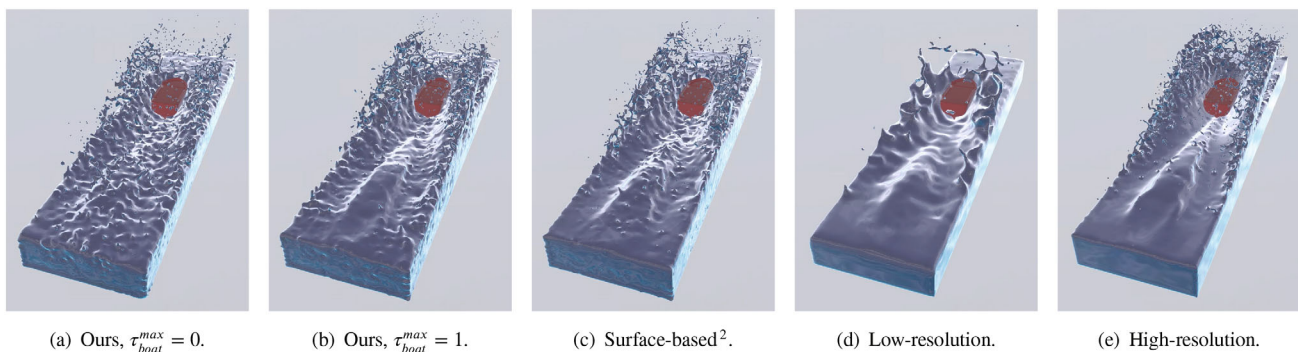 (a) Ours, τ_boat^max = 0.
(b) Ours, τ_boat^max = 1.
(c) Surface-based².
(d) Low-resolution.
(e) High-resolution.